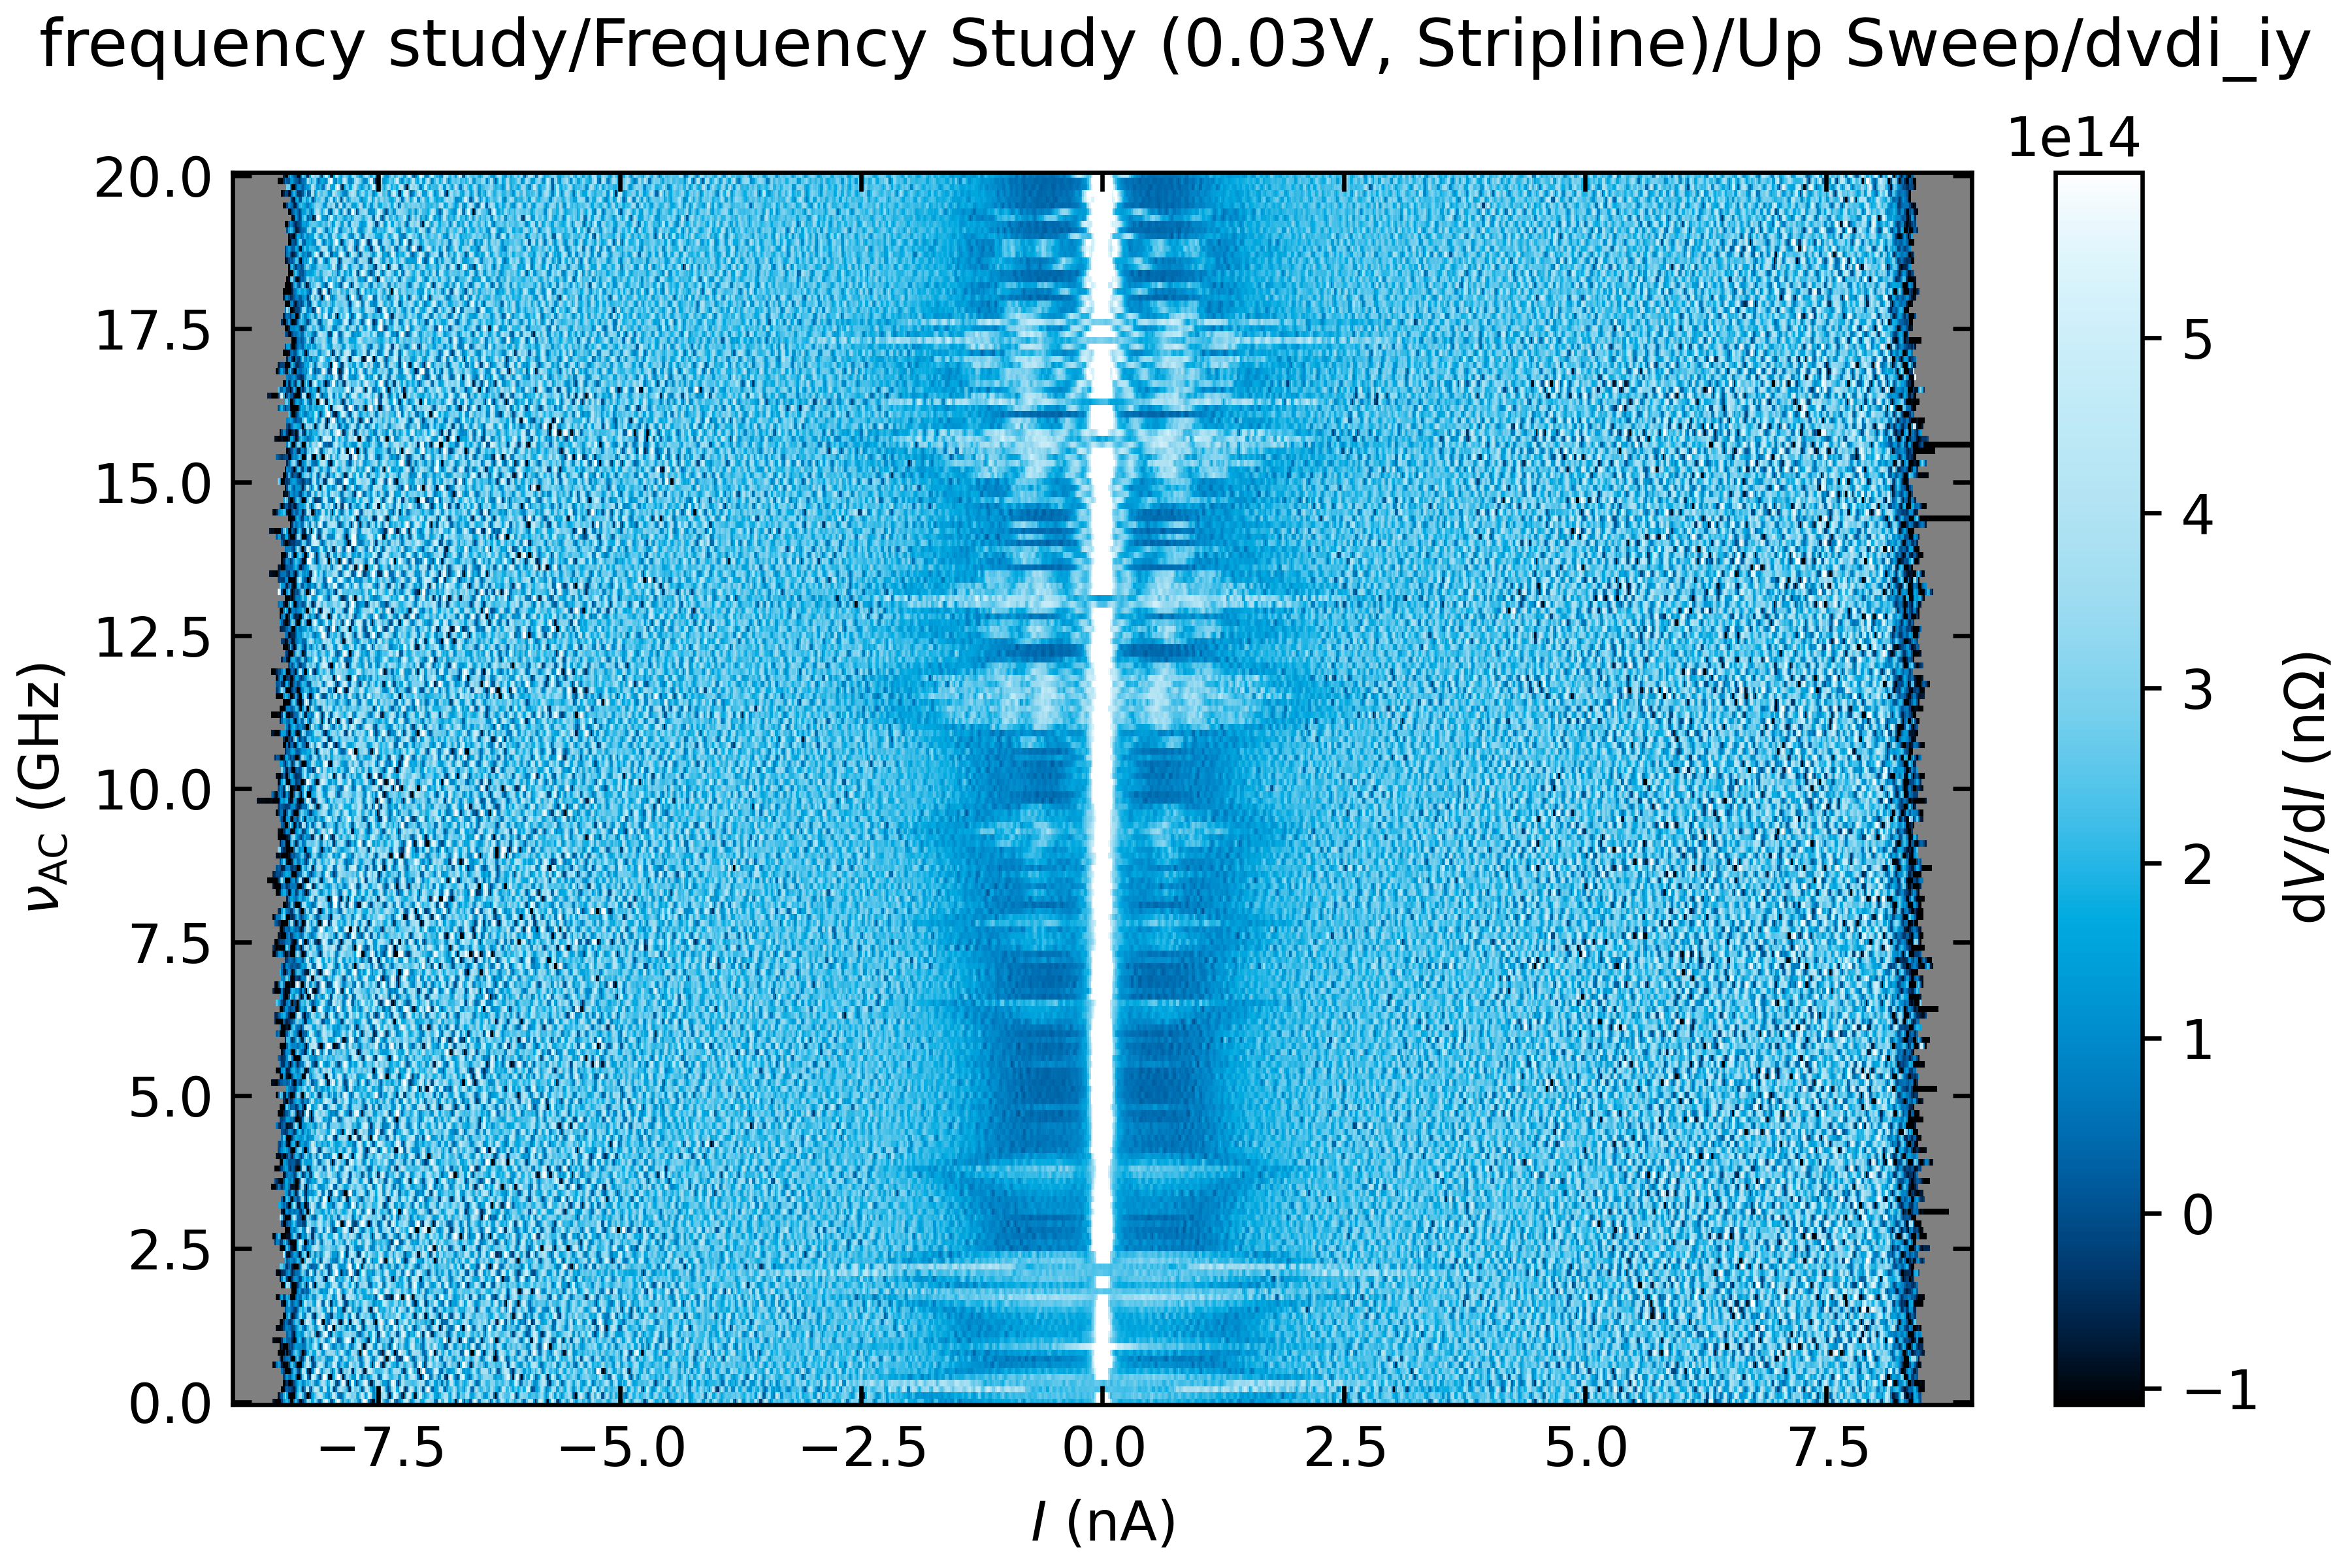 frequency study/Frequency Study (0.03V, Stripline)/Up Sweep/dvdi_iy
1e14
20.0
17.5
15.0
12.5
10.0
7.5
5.0
2.5
0.0
νAC (GHz)
−7.5 −5.0 −2.5 0.0 2.5 5.0 7.5
I (nA)
5
4
3
2
1
0
−1
dV/dI (nΩ)